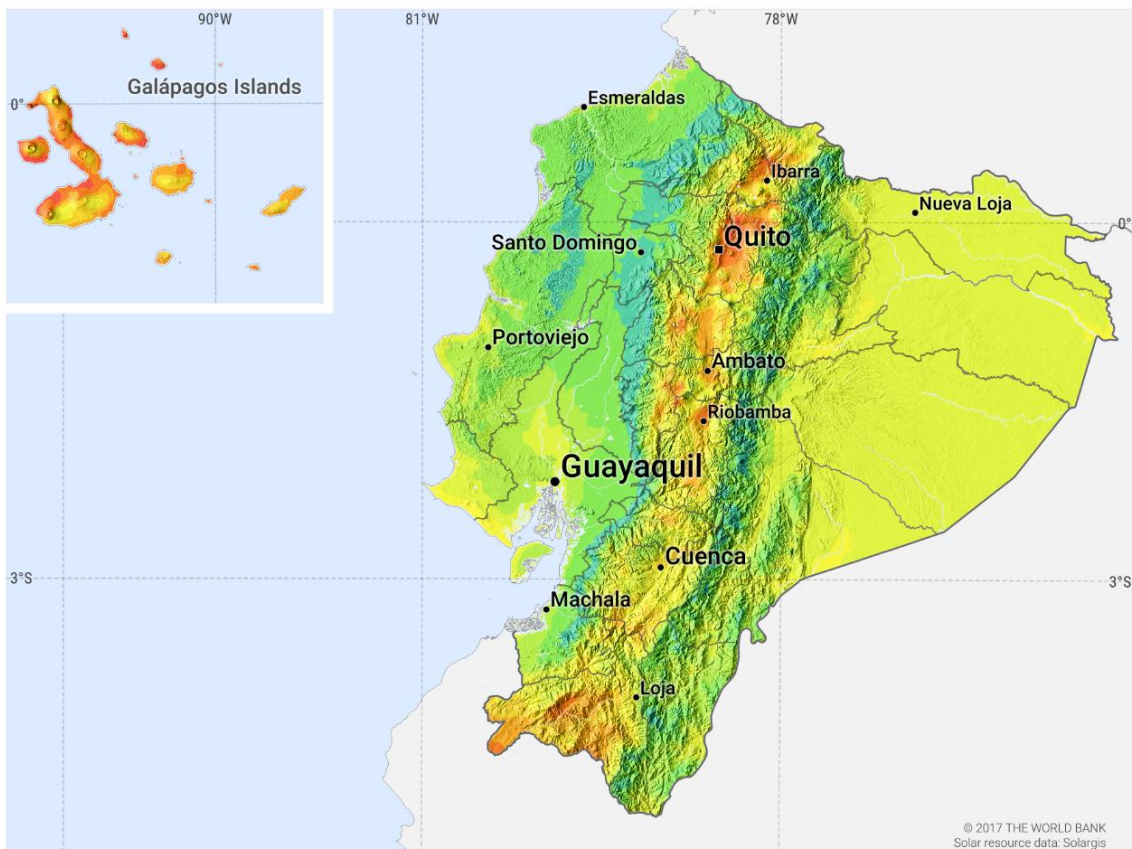 90°W
81°W
78°W
Galápagos Islands
0°
Esmeraldas
Ibarra
Nueva Loja
0°
Quito
Santo Domingo
Portoviejo
Ambato
Riobamba
Guayaquil
Cuenca
3°S
3°S
Machala
Loja
© 2017 THE WORLD BANK
Solar resource data: Solargis